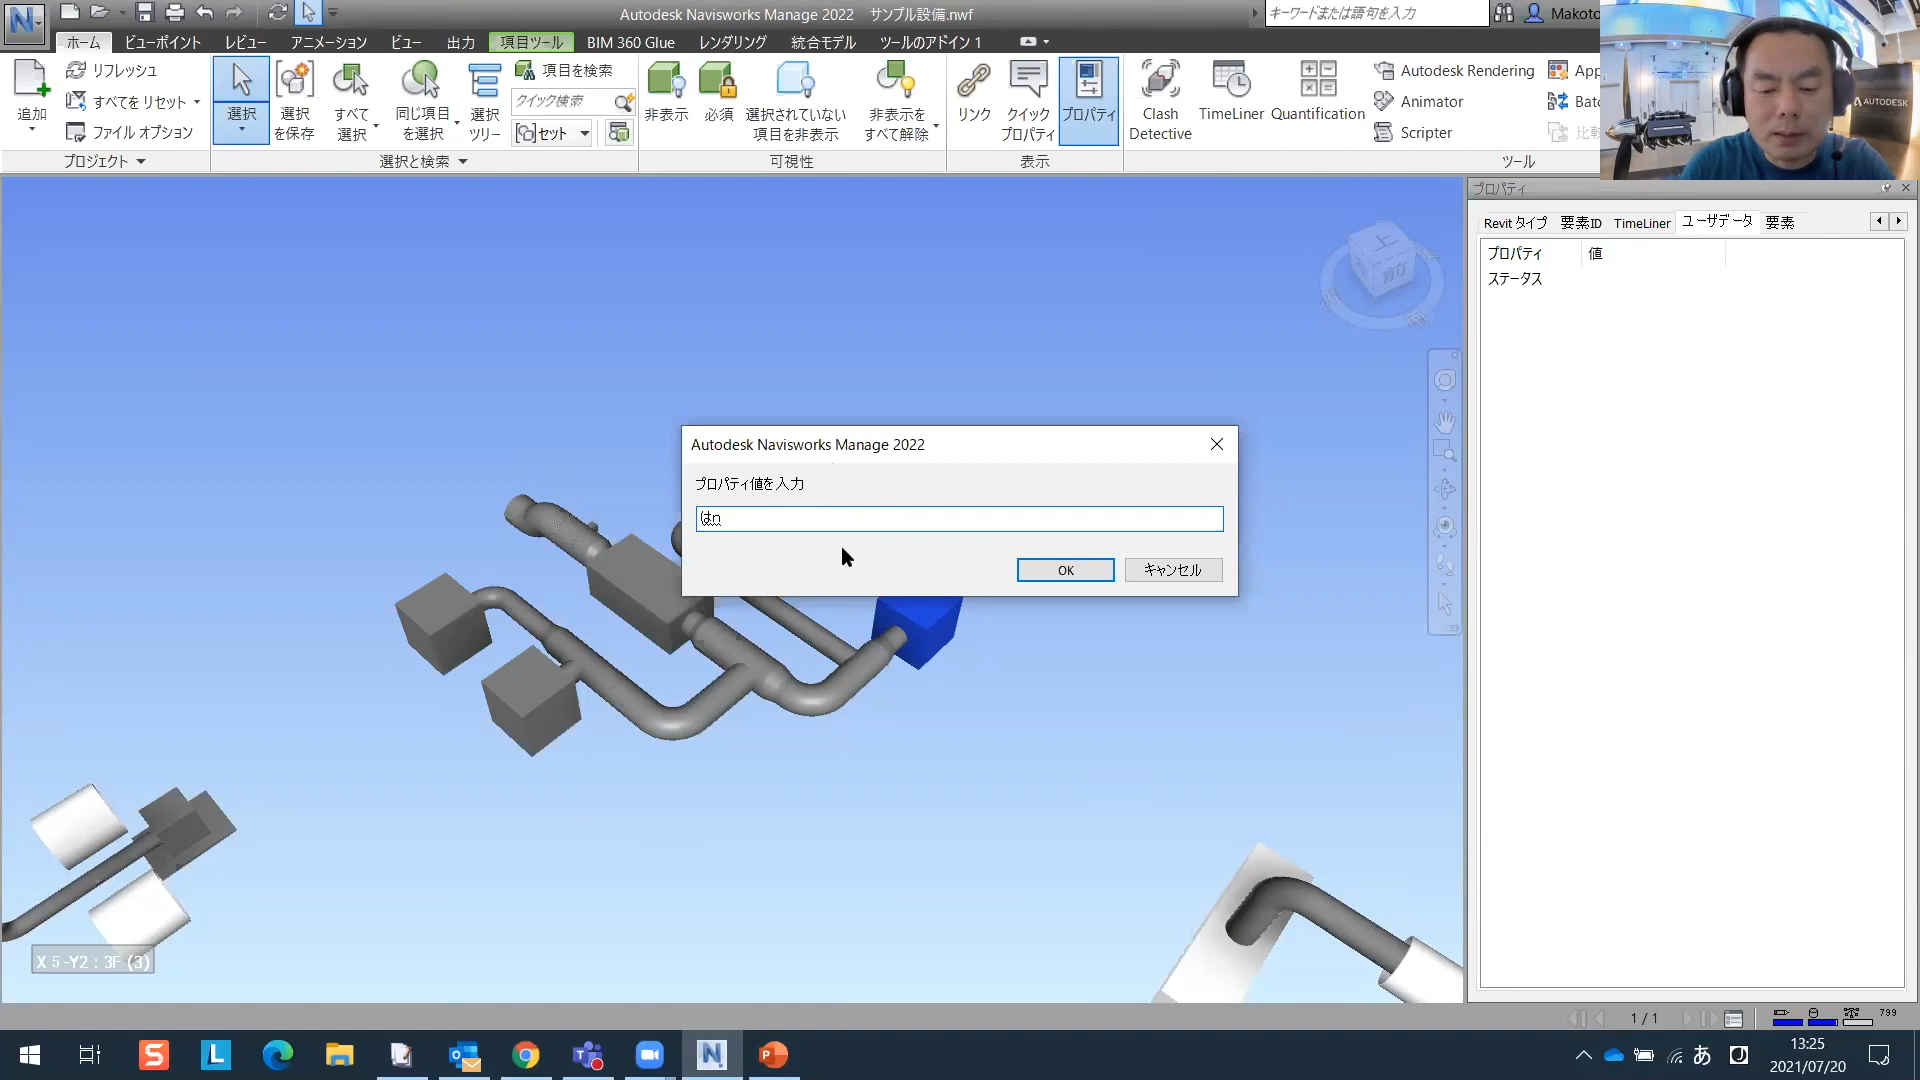 Autodesk Navisworks Manage 2022 サンプル設備.nwf
キーワードまたは語句を入力
Makoto
ホーム ビューポイント レビュー アニメーション ビュー 出力 項目ツール BIM 360 Glue レンダリング 統合モデル ツールのアドイン 1
追加
リフレッシュ
すべてを リセット
ファイル オプション
プロジェクト
選択
選択
を保存
すべて
選択
同じ項目
を選択
選択
ツリー
項目を検索
クイック検索
セット
選択と検索
非表示
必須
選択されていない
項目を非表示
非表示を
すべて解除
可視性
リンク
クイック
プロパティ
プロパティ
表示
Clash
Detective
TimeLiner
Quantification
Autodesk Rendering
Animator
Scripter
App
Batc
比較
ツール
AUTODESK
プロパティ
Revit タイプ 要素ID TimeLiner ユーザデータ 要素
プロパティ 値
ステータス
上
前
Autodesk Navisworks Manage 2022
プロパティ値を入力
はn
OK
キャンセル
X 5 -Y2 : 3F (3)
1 / 1
799
あ
13:25
2021/07/20